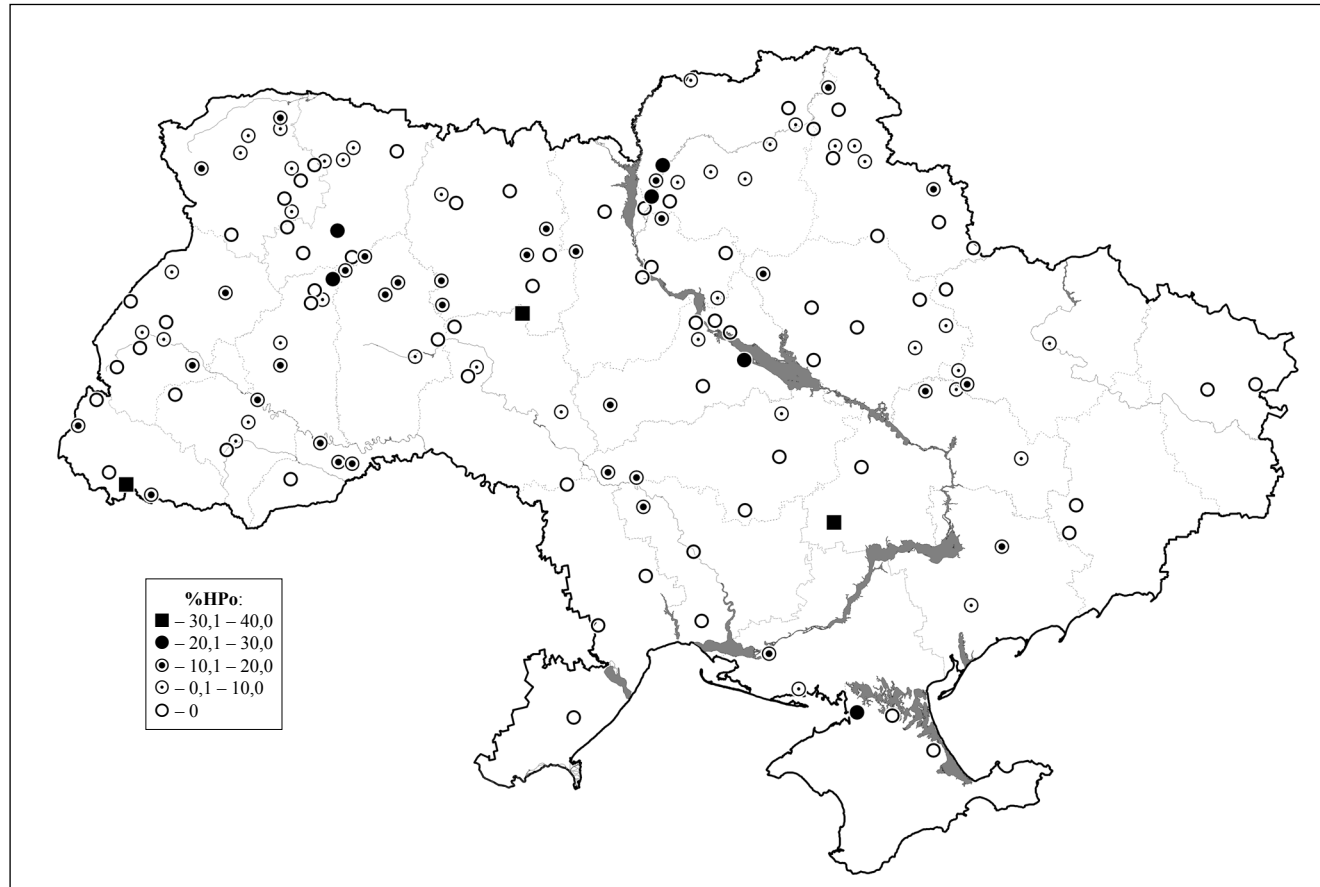 %HPo:
– 30,1 – 40,0
– 20,1 – 30,0
– 10,1 – 20,0
– 0,1 – 10,0
– 0